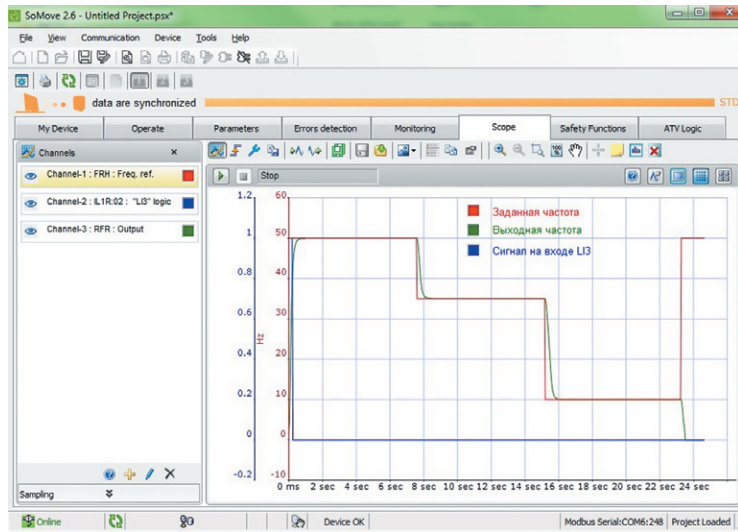 SoMove 2.6 - Untitled Project.psx*
File View Communication Device Tools Help
data are synchronized
STD
My Device Operate Parameters Errors detection Monitoring Scope Safety Functions ATV Logic
Channels ×
Stop
Channel-1 : FRH : Freq. ref.
Channel-2 : IL1R:02 : "LI3" logic
Channel-3 : RFR : Output
1.2 60
Заданная частота
Выходная частота
Сигнал на входе LI3
1 50
0.8 40
0.6 30
Hz
0.4 20
0.2 10
0 0
-0.2 -10
0 ms 2 sec 4 sec 6 sec 8 sec 10 sec 12 sec 14 sec 16 sec 18 sec 20 sec 22 sec 24 sec
Sampling
Online Device OK Modbus Serial:COM6:248 Project Loaded